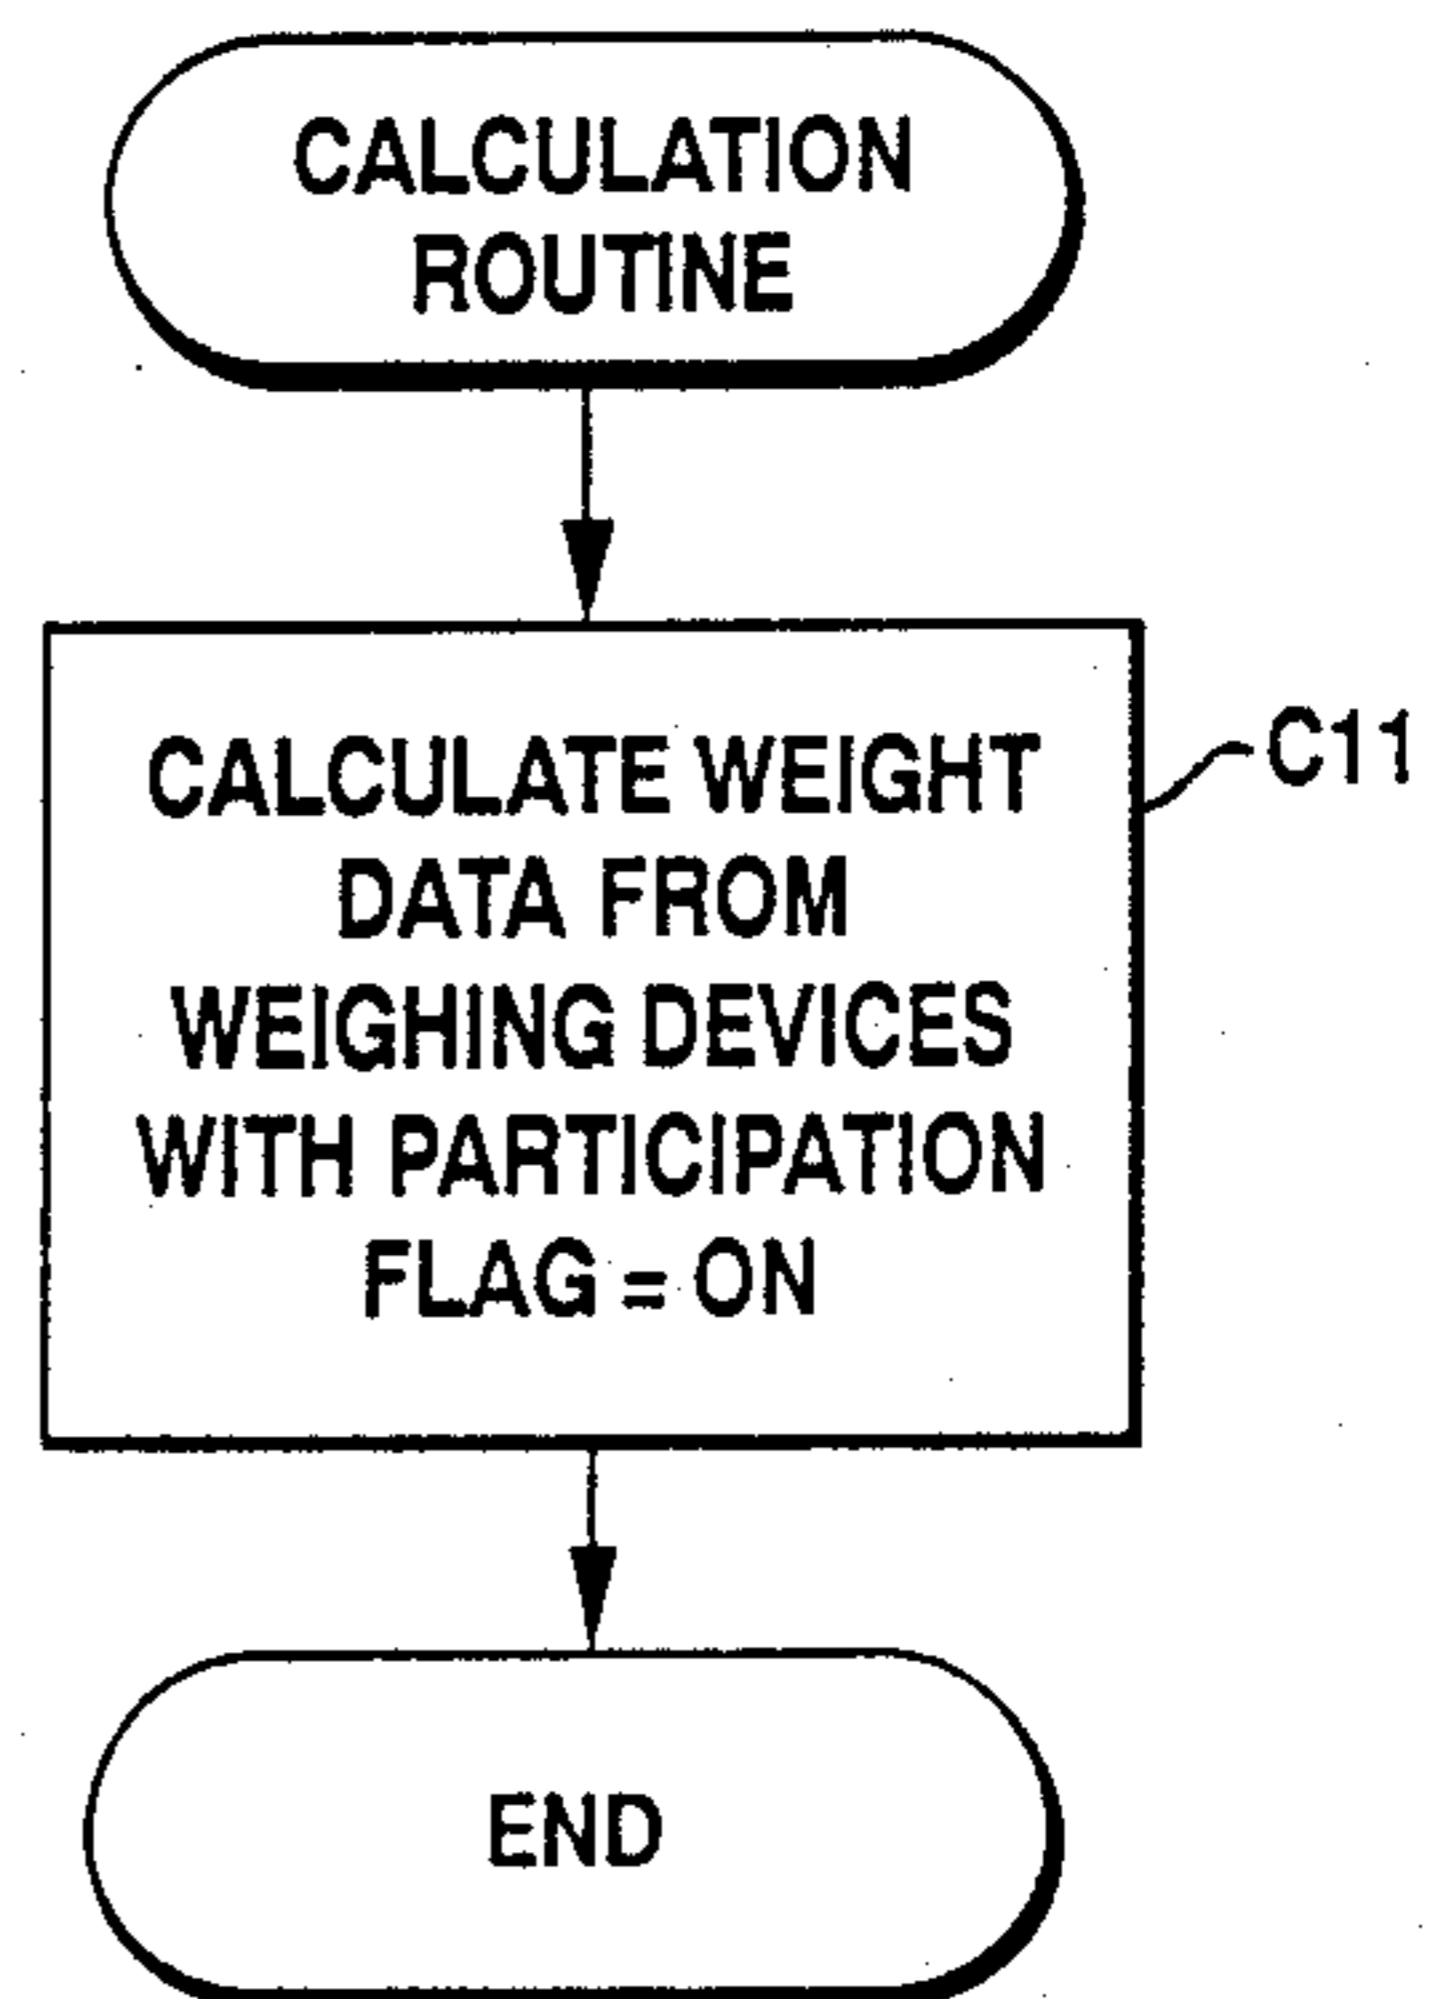 CALCULATION
ROUTINE
CALCULATE WEIGHT
DATA FROM
WEIGHING DEVICES
WITH PARTICIPATION
FLAG = ON
C11
END